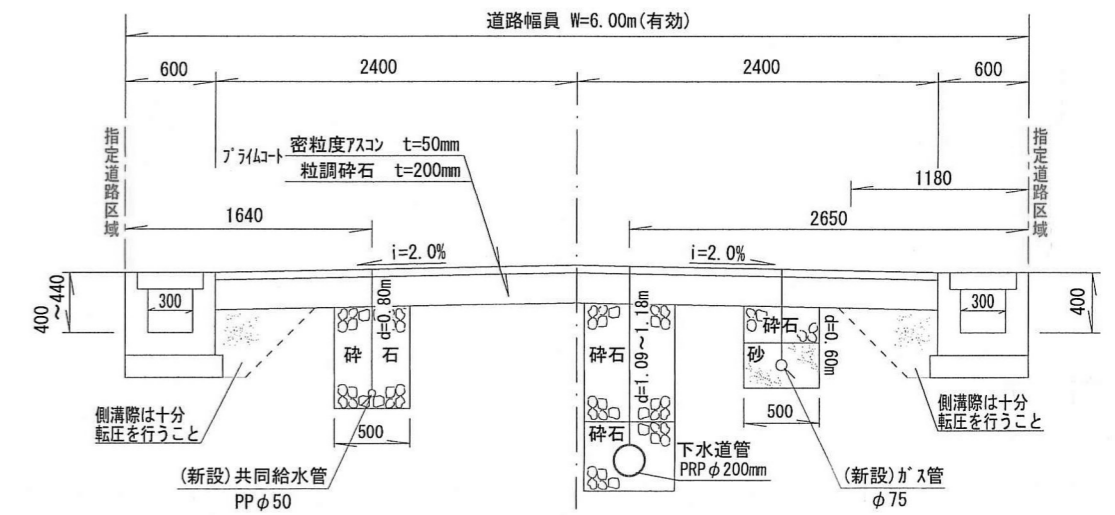 道路幅員 W=6.00m(有効)
600
2400
2400
600
指定道路区域
指定道路区域
プライムコート
密粒度アスコン t=50mm
粒調砕石 t=200mm
1180
1640
2650
i=2.0%
i=2.0%
400～440
300
d=0.80m
砕石
d=1.09～1.18m
砕石
砕石
砕石
砂
d=0.60m
300
400
側溝際は十分
転圧を行うこと
500
500
側溝際は十分
転圧を行うこと
下水道管
PRPφ200mm
(新設)共同給水管
PPφ50
(新設)ガス管
φ75